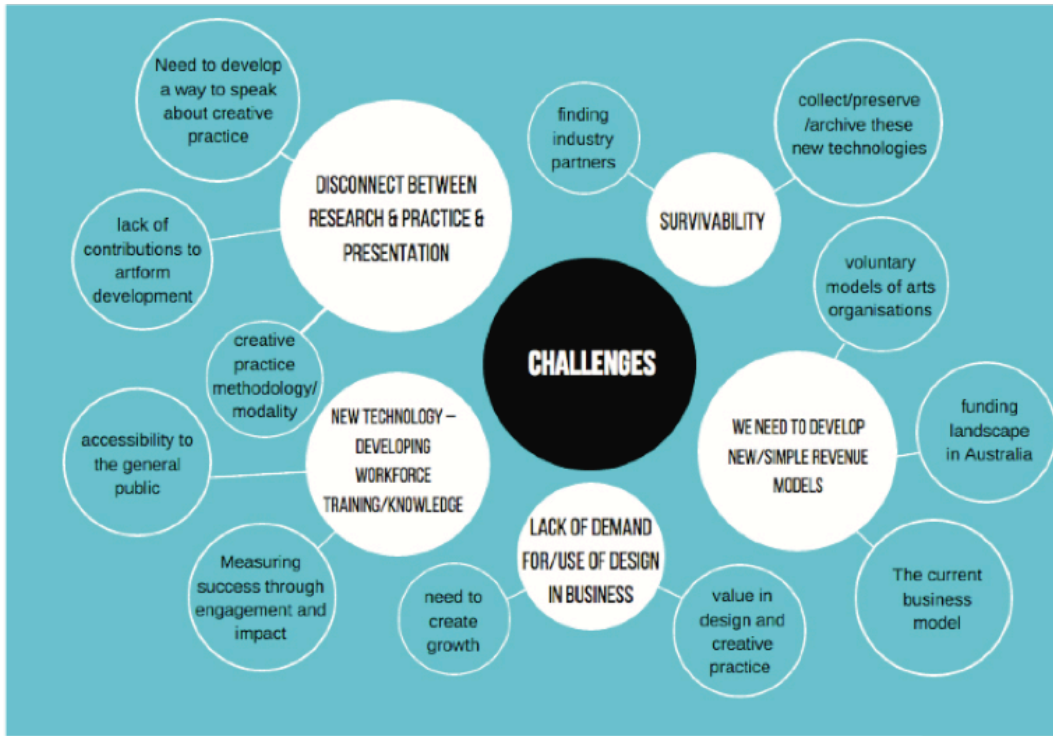 Need to develop
a way to speak
about creative
practice
DISCONNECT BETWEEN
RESEARCH & PRACTICE &
PRESENTATION
lack of
contributions to
artform
development
creative
practice
methodology/
modality
finding
industry
partners
collect/preserve
/archive these
new technologies
SURVIVABILITY
CHALLENGES
voluntary
models of arts
organisations
WE NEED TO DEVELOP
NEW/SIMPLE REVENUE
MODELS
funding
landscape
in Australia
The current
business
model
NEW TECHNOLOGY –
DEVELOPING
WORKFORCE
TRAINING/KNOWLEDGE
accessibility to
the general
public
Measuring
success through
engagement and
impact
LACK OF DEMAND
FOR/USE OF DESIGN
IN BUSINESS
need to
create
growth
value in
design and
creative
practice